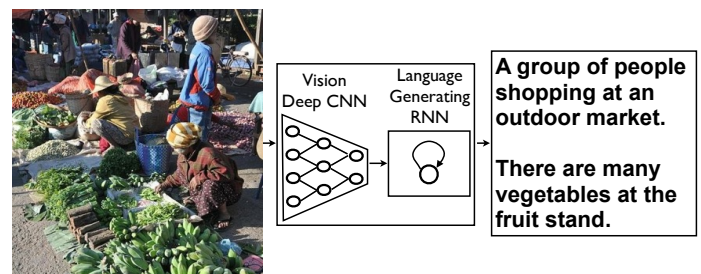 Vision
Deep CNN
Language
Generating
RNN
A group of people
shopping at an
outdoor market.
There are many
vegetables at the
fruit stand.